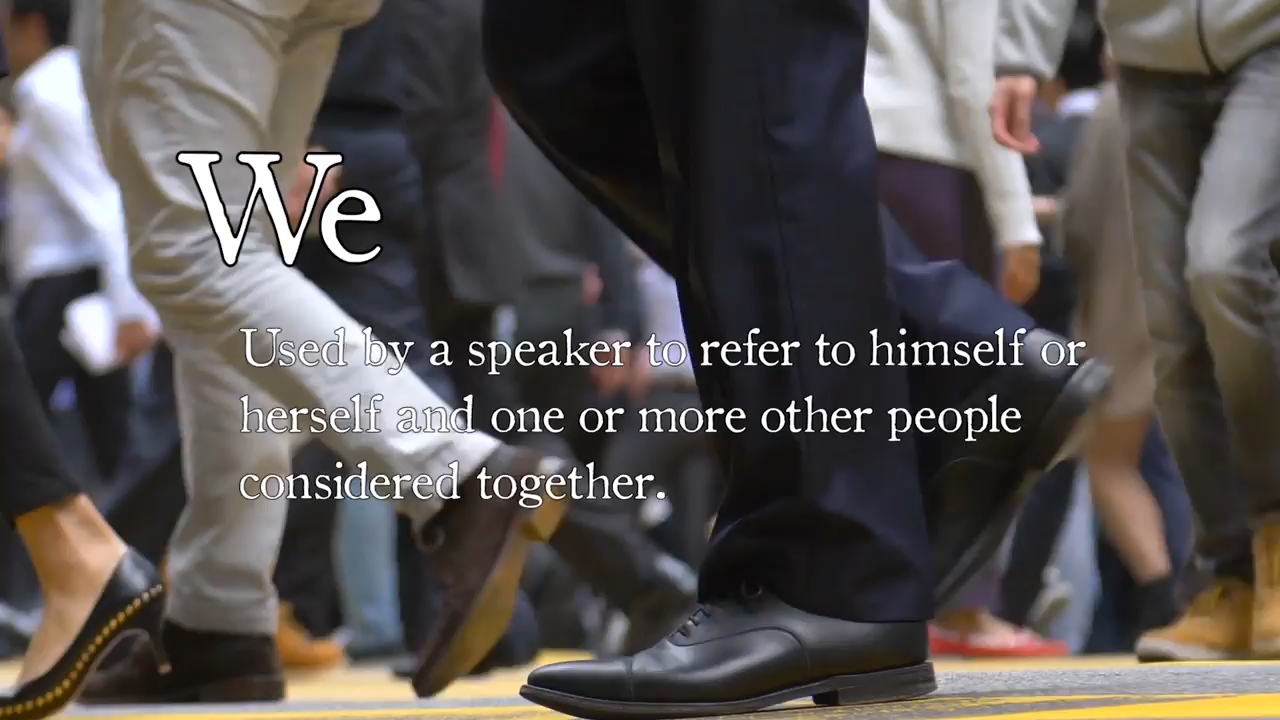 We
Used by a speaker to refer to himself or
herself and one or more other people
considered together.